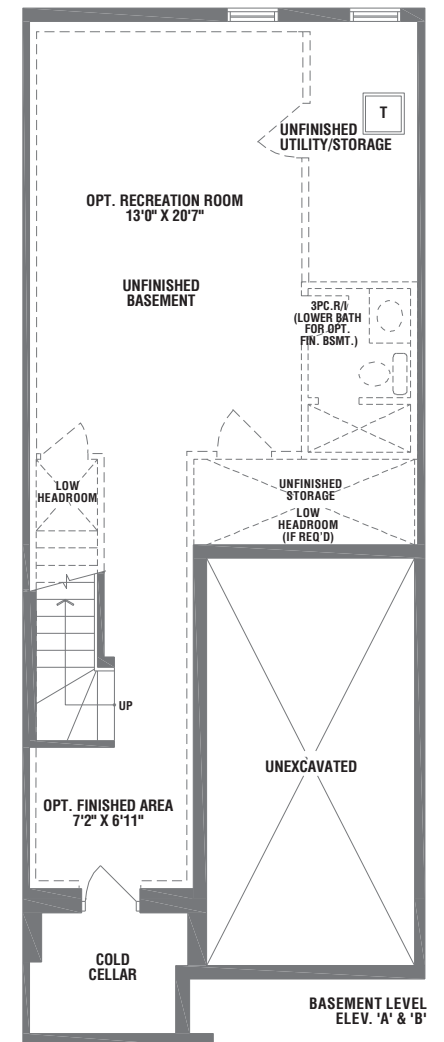 T
UNFINISHED
UTILITY/STORAGE
OPT. RECREATION ROOM
13'0" X 20'7"
UNFINISHED
BASEMENT
3PC.R/I
(LOWER BATH
FOR OPT.
FIN. BSMT.)
LOW
HEADROOM
UNFINISHED
STORAGE
LOW
HEADROOM
(IF REQ'D)
UP
UNEXCAVATED
OPT. FINISHED AREA
7'2" X 6'11"
COLD
CELLAR
BASEMENT LEVEL
ELEV. 'A' & 'B'